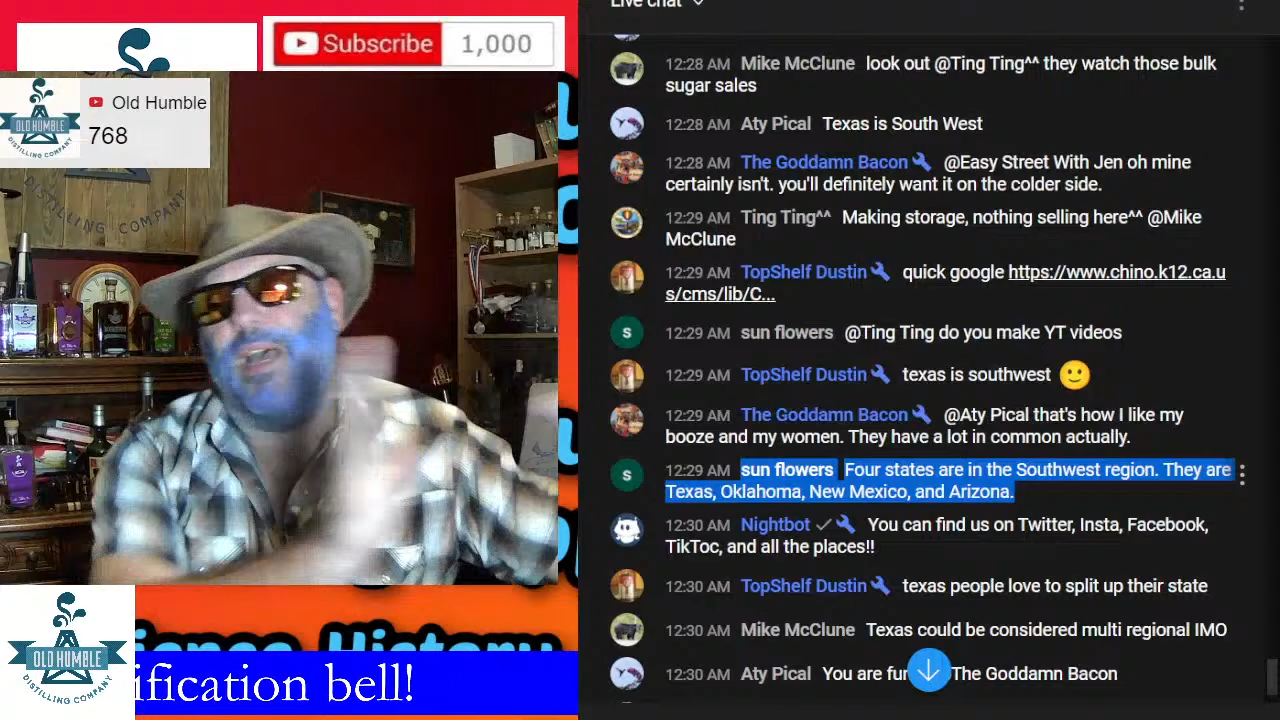 Subscribe
1,000
Old Humble
768
DISTILLING COMPANY
OLD HUMBLE
DISTILLING COMPANY
ification bell!
Live chat
12:28 AM Mike McClune look out @Ting Ting^^ they watch those bulk
sugar sales
12:28 AM Aty Pical Texas is South West
12:28 AM The Goddamn Bacon @Easy Street With Jen oh mine
certainly isn't. you'll definitely want it on the colder side.
12:29 AM Ting Ting^^ Making storage, nothing selling here^^ @Mike
McClune
12:29 AM TopShelf Dustin quick google https://www.chino.k12.ca.u
s/cms/lib/C...
S
12:29 AM sun flowers @Ting Ting do you make YT videos
12:29 AM TopShelf Dustin texas is southwest 🙂
12:29 AM The Goddamn Bacon @Aty Pical that's how I like my
booze and my women. They have a lot in common actually.
S
12:29 AM sun flowers Four states are in the Southwest region. They are
Texas, Oklahoma, New Mexico, and Arizona.
12:30 AM Nightbot You can find us on Twitter, Insta, Facebook,
TikToc, and all the places!!
12:30 AM TopShelf Dustin texas people love to split up their state
12:30 AM Mike McClune Texas could be considered multi regional IMO
12:30 AM Aty Pical You are fu The Goddamn Bacon